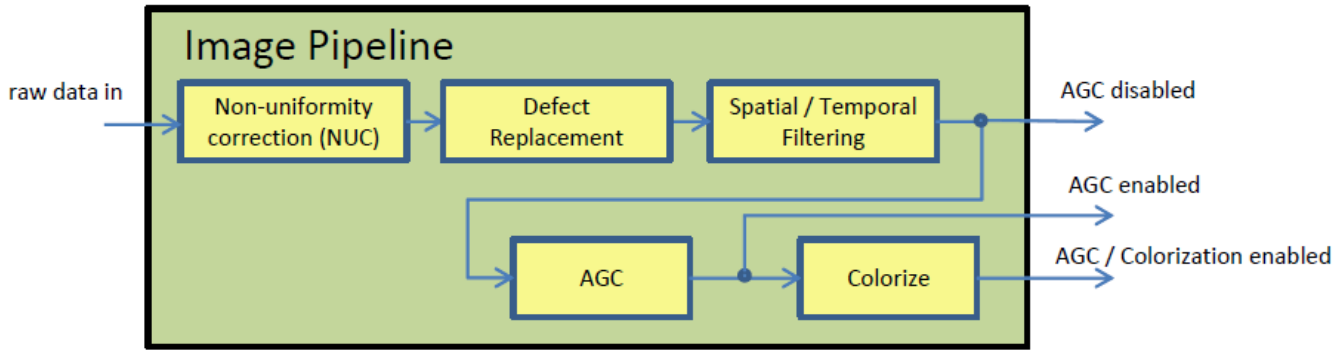 Image Pipeline
raw data in
Non-uniformity
correction (NUC)
Defect
Replacement
Spatial / Temporal
Filtering
AGC disabled
AGC enabled
AGC
Colorize
AGC / Colorization enabled